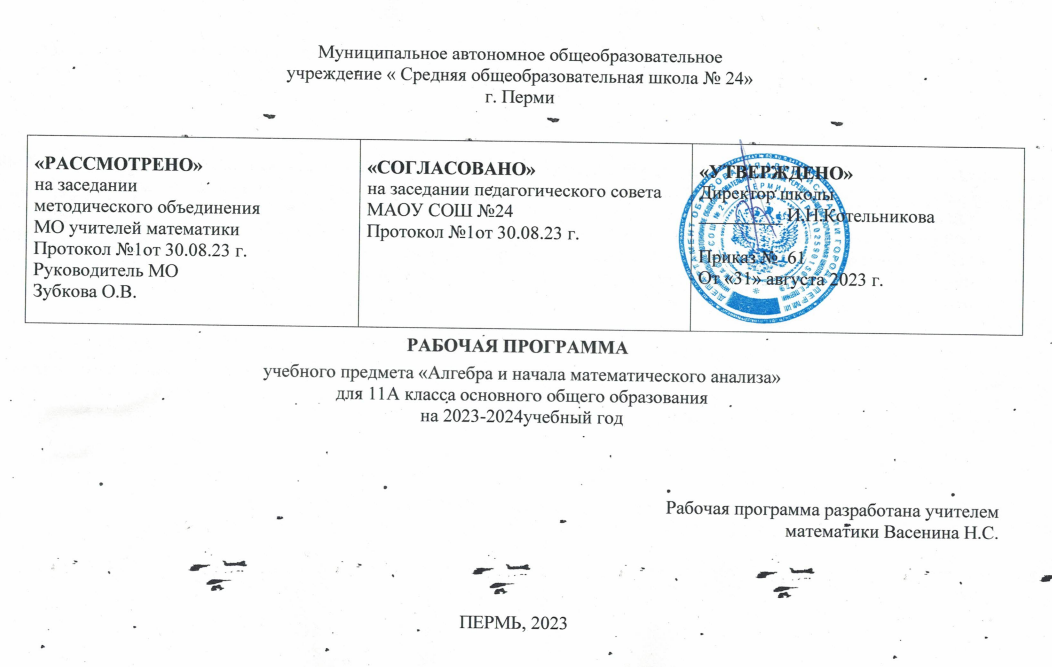 Муниципальное автономное общеобразовательное
учреждение « Средняя общеобразовательная школа № 24»
г. Перми
«РАССМОТРЕНО»
на заседании
методического объединения
МО учителей математики
Протокол №1от 30.08.23 г.
Руководитель МО
Зубкова О.В.
«СОГЛАСОВАНО»
на заседании педагогического совета
МАОУ СОШ №24
Протокол №1от 30.08.23 г.
«УТВЕРЖДЕНО»
Директор школы
И.Н.Котельникова
Приказ № 61
От «31» августа 2023 г.
РАБОЧАЯ ПРОГРАММА
учебного предмета «Алгебра и начала математического анализа»
для 11А класса основного общего образования
на 2023-2024учебный год
Рабочая программа разработана учителем
математики Васенина Н.С.
ПЕРМЬ, 2023